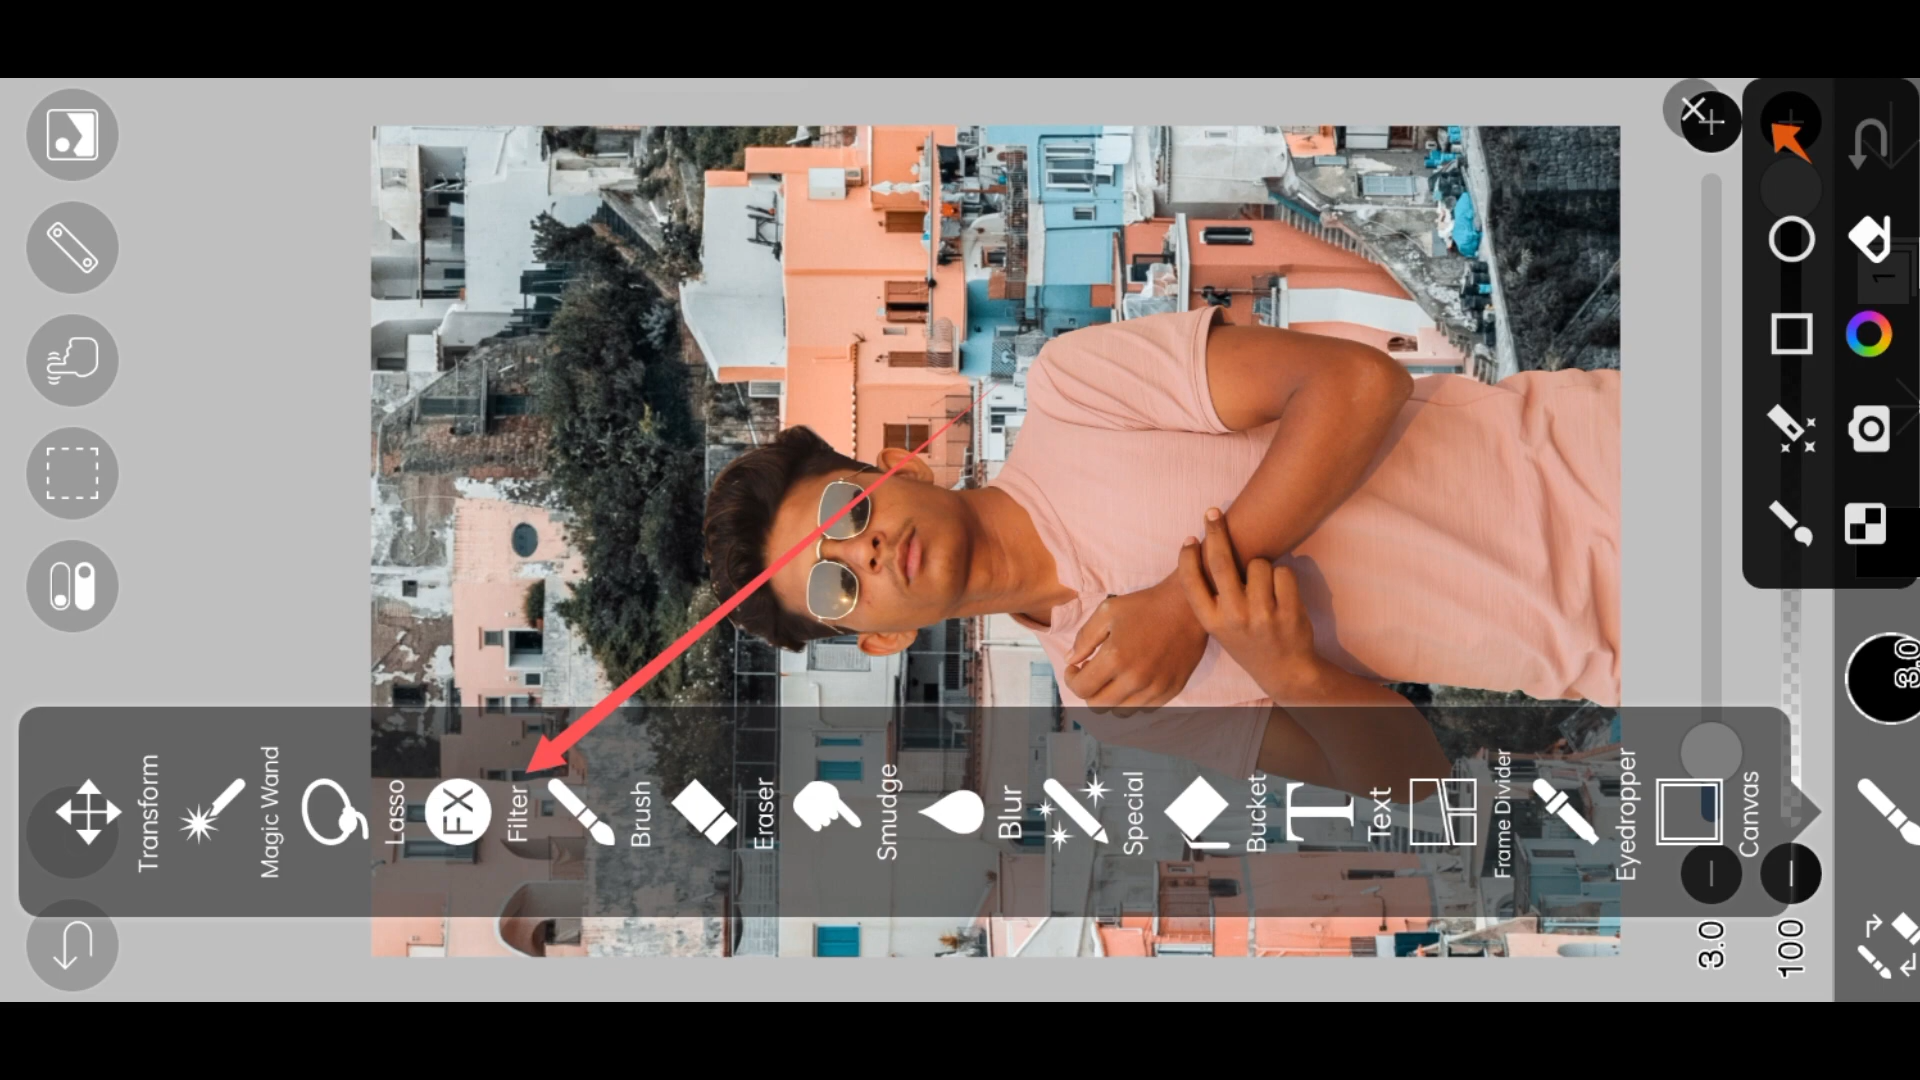 Transform
Magic Wand
Lasso
FX
Filter
Brush
Eraser
Smudge
Blur
Special
Bucket
T
Text
Frame Divider
Eyedropper
Canvas
3.0
100
3.0
1